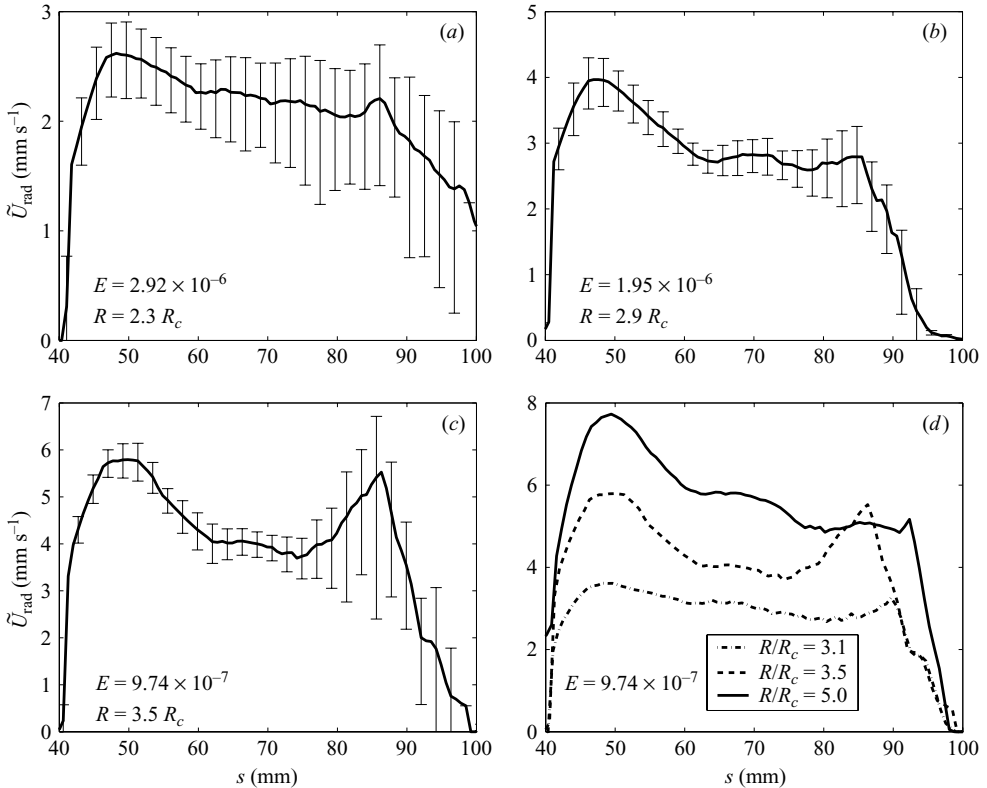 3
(a)
2
Ũrad (mm s–1)
1
E = 2.92 × 10–6
R = 2.3 Rc
0
40 50 60 70 80 90 100
5
(b)
4
3
2
1
E = 1.95 × 10–6
R = 2.9 Rc
0
40 50 60 70 80 90 100
7
(c)
6
5
4
Ũrad (mm s–1)
3
2
1
E = 9.74 × 10–7
R = 3.5 Rc
0
40 50 60 70 80 90 100
s (mm)
8
(d)
6
4
2
R/Rc = 3.1
R/Rc = 3.5
R/Rc = 5.0
E = 9.74 × 10–7
0
40 50 60 70 80 90 100
s (mm)